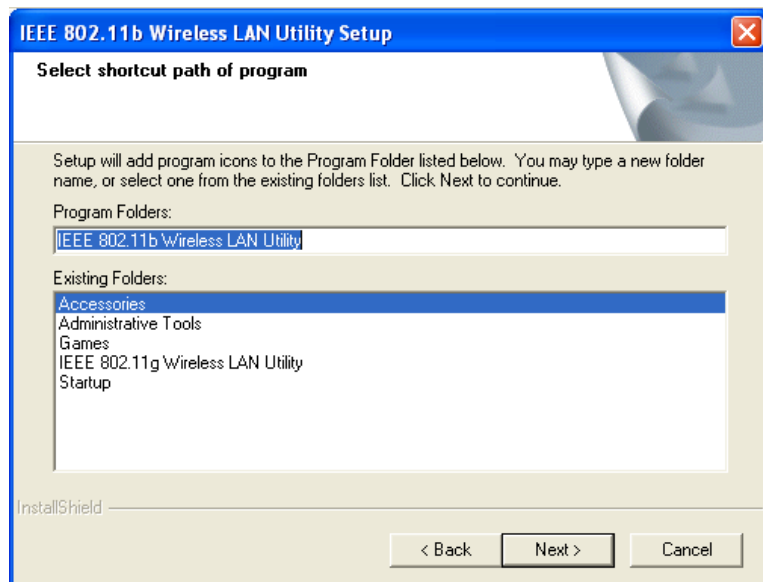 IEEE 802.11b Wireless LAN Utility Setup
Select shortcut path of program
Setup will add program icons to the Program Folder listed below. You may type a new folder
name, or select one from the existing folders list. Click Next to continue.
Program Folders:
IEEE 802.11b Wireless LAN Utility
Existing Folders:
Accessories
Administrative Tools
Games
IEEE 802.11g Wireless LAN Utility
Startup
InstallShield
< Back Next > Cancel